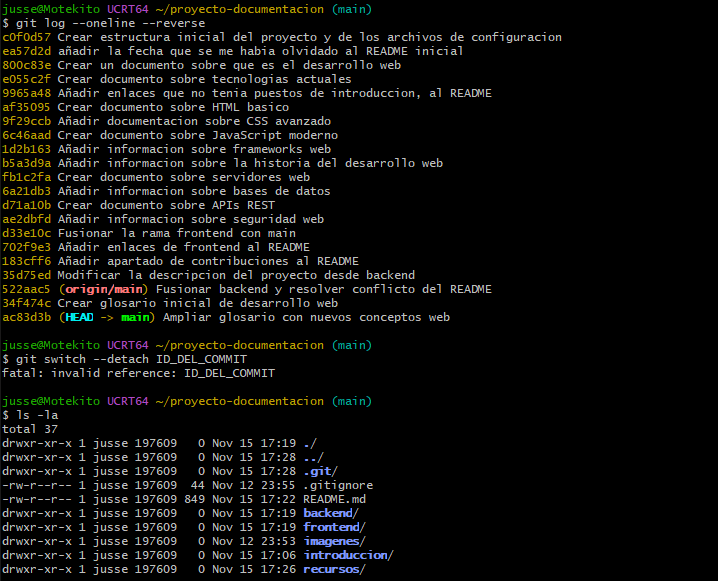 jusse@Motekito UCRT64 ~/proyecto-documentacion (main)
$ git log --oneline --reverse
c0f0d57 Crear estructura inicial del proyecto y de los archivos de configuracion
ea57d2d añadir la fecha que se me habia olvidado al README inicial
800c83e Crear un documento sobre que es el desarrollo web
e055c2f Crear documento sobre tecnologias actuales
9965a48 Añadir enlaces que no tenia puestos de introduccion, al README
af35095 Crear documento sobre HTML basico
9f29ccb Añadir documentacion sobre CSS avanzado
6c46aad Crear documento sobre JavaScript moderno
1d2b163 Añadir informacion sobre frameworks web
b5a3d9a Añadir informacion sobre la historia del desarrollo web
fb1c2fa Crear documento sobre servidores web
6a21db3 Añadir informacion sobre bases de datos
d71a10b Crear documento sobre APIs REST
ae2dbfd Añadir informacion sobre seguridad web
d33e10c Fusionar la rama frontend con main
702f9e3 Añadir enlaces de frontend al README
183cff6 Añadir apartado de contribuciones al README
35d75ed Modificar la descripcion del proyecto desde backend
522aac5 (origin/main) Fusionar backend y resolver conflicto del README
34f474c Crear glosario inicial de desarrollo web
ac83d3b (HEAD -> main) Ampliar glosario con nuevos conceptos web
jusse@Motekito UCRT64 ~/proyecto-documentacion (main)
$ git switch --detach ID_DEL_COMMIT
fatal: invalid reference: ID_DEL_COMMIT
jusse@Motekito UCRT64 ~/proyecto-documentacion (main)
$ ls -la
total 37
drwxr-xr-x 1 jusse 197609   0 Nov 15 17:19 ./
drwxr-xr-x 1 jusse 197609   0 Nov 15 17:28 ../
drwxr-xr-x 1 jusse 197609   0 Nov 15 17:28 .git/
-rw-r--r-- 1 jusse 197609  44 Nov 12 23:55 .gitignore
-rw-r--r-- 1 jusse 197609 849 Nov 15 17:22 README.md
drwxr-xr-x 1 jusse 197609   0 Nov 15 17:19 backend/
drwxr-xr-x 1 jusse 197609   0 Nov 15 17:19 frontend/
drwxr-xr-x 1 jusse 197609   0 Nov 12 23:53 imagenes/
drwxr-xr-x 1 jusse 197609   0 Nov 15 17:06 introduccion/
drwxr-xr-x 1 jusse 197609   0 Nov 15 17:26 recursos/